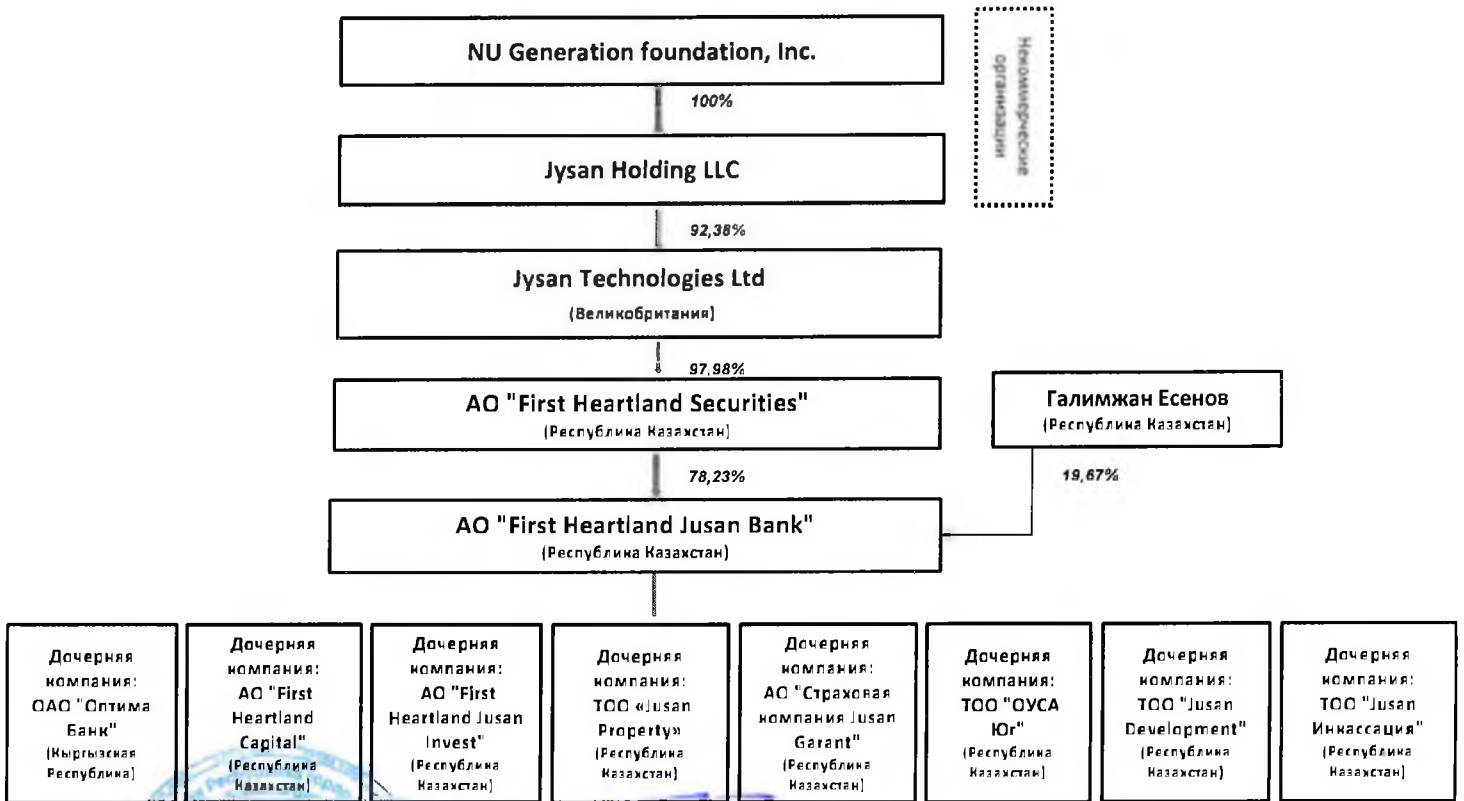 NU Generation foundation, Inc.
Некоммерческие
организации
100%
Jysan Holding LLC
92,38%
Jysan Technologies Ltd
(Великобритания)
97,98%
АО "First Heartland Securities"
(Республика Казахстан)
Галимжан Есенов
(Республика Казахстан)
78,23%
19,67%
АО "First Heartland Jusan Bank"
(Республика Казахстан)
Дочерняя
компания:
ОАО "Оптима
Банк"
(Кыргызская
Республика)
Дочерняя
компания:
АО "First
Heartland
Capital"
(Республика
Казахстан)
Дочерняя
компания:
АО "First
Heartland Jusan
Invest"
(Республика
Казахстан)
Дочерняя
компания:
ТОО «Jusan
Property»
(Республика
Казахстан)
Дочерняя
компания:
АО "Страховая
компания Jusan
Garant"
(Республика
Казахстан)
Дочерняя
компания:
ТОО "ОУСА
Юг"
(Республика
Казахстан)
Дочерняя
компания:
ТОО "Jusan
Development"
(Республика
Казахстан)
Дочерняя
компания:
ТОО "Jusan
Инкассация"
(Республика
Казахстан)